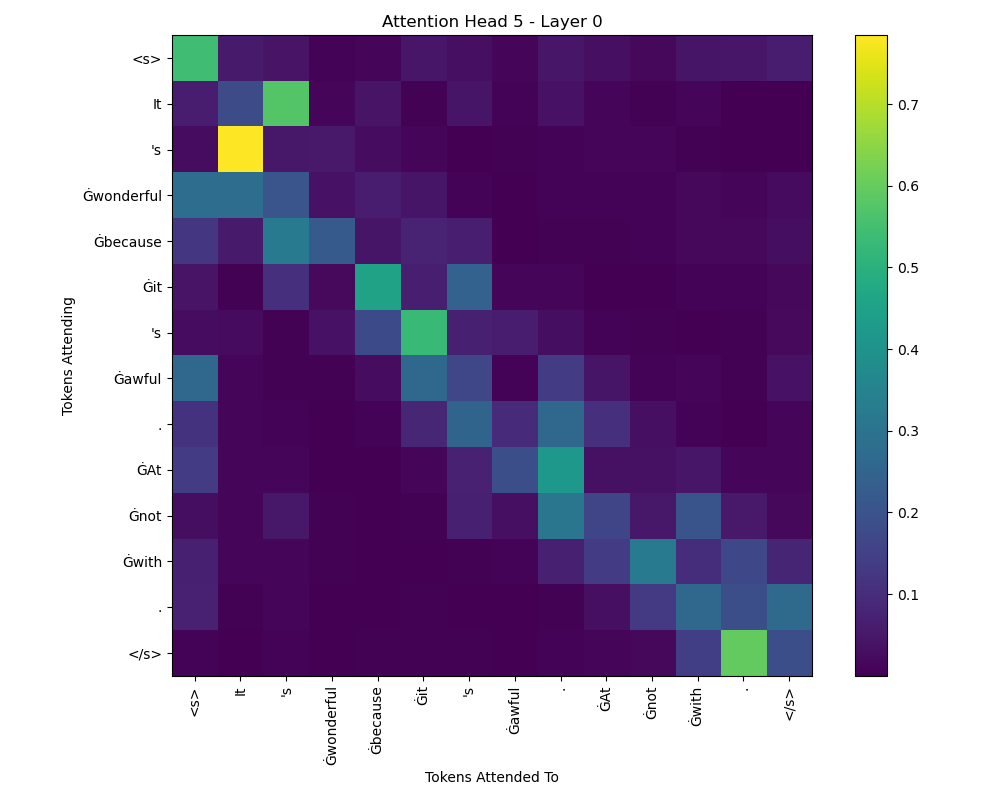 Attention Head 5 - Layer 0
Tokens Attending
<s>
It
's
Ġwonderful
Ġbecause
Ġit
's
Ġawful
.
ĠAt
Ġnot
Ġwith
.
</s>
<s>
It
's
Ġwonderful
Ġbecause
Ġit
's
Ġawful
.
ĠAt
Ġnot
Ġwith
.
</s>
Tokens Attended To
0.7
0.6
0.5
0.4
0.3
0.2
0.1